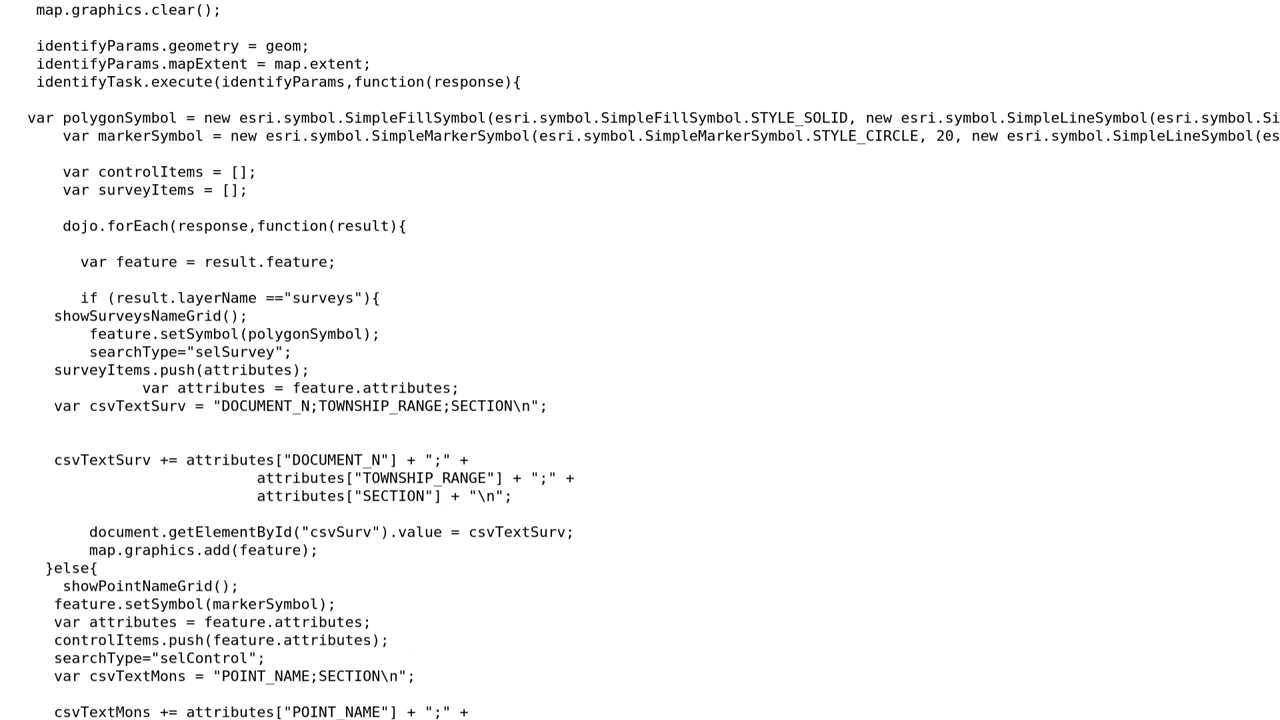 map.graphics.clear();
identifyParams.geometry = geom;
identifyParams.mapExtent = map.extent;
identifyTask.execute(identifyParams,function(response){
var polygonSymbol = new esri.symbol.SimpleFillSymbol(esri.symbol.SimpleFillSymbol.STYLE_SOLID, new esri.symbol.SimpleLineSymbol(esri.symbol.Si
var markerSymbol = new esri.symbol.SimpleMarkerSymbol(esri.symbol.SimpleMarkerSymbol.STYLE_CIRCLE, 20, new esri.symbol.SimpleLineSymbol(es
var controlItems = [];
var surveyItems = [];
dojo.forEach(response,function(result){
var feature = result.feature;
if (result.layerName =="surveys"){
showSurveysNameGrid();
feature.setSymbol(polygonSymbol);
searchType="selSurvey";
surveyItems.push(attributes);
var attributes = feature.attributes;
var csvTextSurv = "DOCUMENT_N;TOWNSHIP_RANGE;SECTION\n";
csvTextSurv += attributes["DOCUMENT_N"] + ";" +
attributes["TOWNSHIP_RANGE"] + ";" +
attributes["SECTION"] + "\n";
document.getElementById("csvSurv").value = csvTextSurv;
map.graphics.add(feature);
}else{
showPointNameGrid();
feature.setSymbol(markerSymbol);
var attributes = feature.attributes;
controlItems.push(feature.attributes);
searchType="selControl";
var csvTextMons = "POINT_NAME;SECTION\n";
csvTextMons += attributes["POINT_NAME"] + ";" +